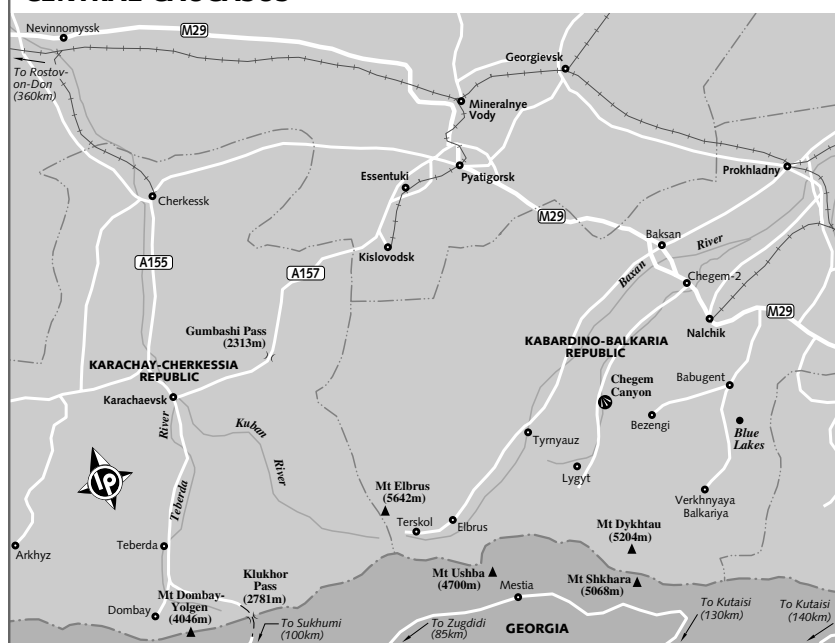 Nevinnomyssk
M29
Georgievsk
To Rostov-
on-Don
(360km)
Mineralnye
Vody
Essentuki
Pyatigorsk
Prokhladny
Cherkessk
M29
Baksan
River
Kislovodsk
A155
A157
Baxan
Chegem-2
M29
Nalchik
Gumbashi Pass
(2313m)
KABARDINO-BALKARIA
REPUBLIC
KARACHAY-CHERKESSIA
REPUBLIC
Chegem
Canyon
Babugent
Karachaevsk
Bezengi
River
Kuban
River
Blue
Lakes
Tyrnyauz
Lygyt
LP
Mt Elbrus
(5642m)
Verkhnyaya
Balkariya
Teberda
Terskol
Elbrus
Mt Dykhtau
(5204m)
Arkhyz
Teberda
Klukhor
Pass
(2781m)
Mt Ushba
(4700m)
Mestia
Mt Shkhara
(5068m)
Mt Dombay-
Yolgen
(4046m)
Dombay
To Sukhumi
(100km)
To Zugdidi
(85km)
GEORGIA
To Kutaisi
(130km)
To Kutaisi
(140km)